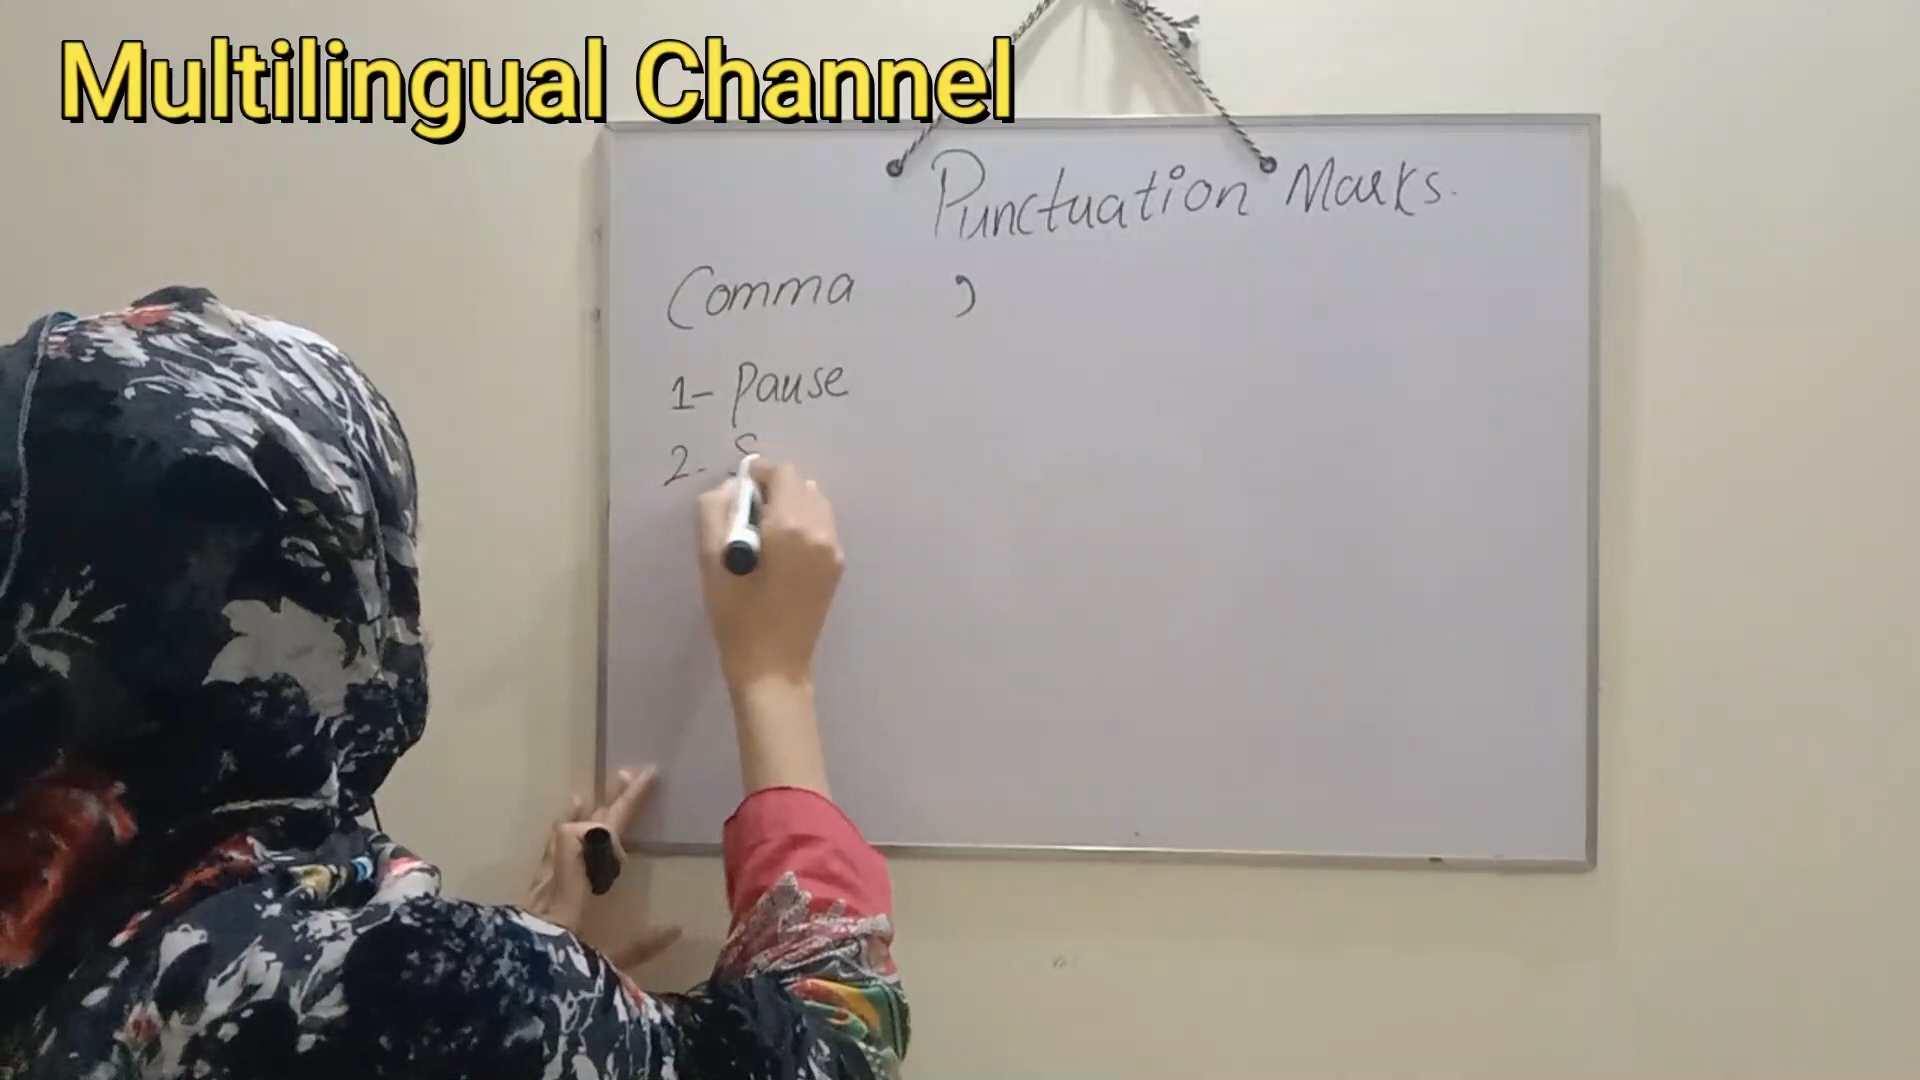 Multilingual Channel
Punctuation Marks.
Comma ,
1- Pause
2- S